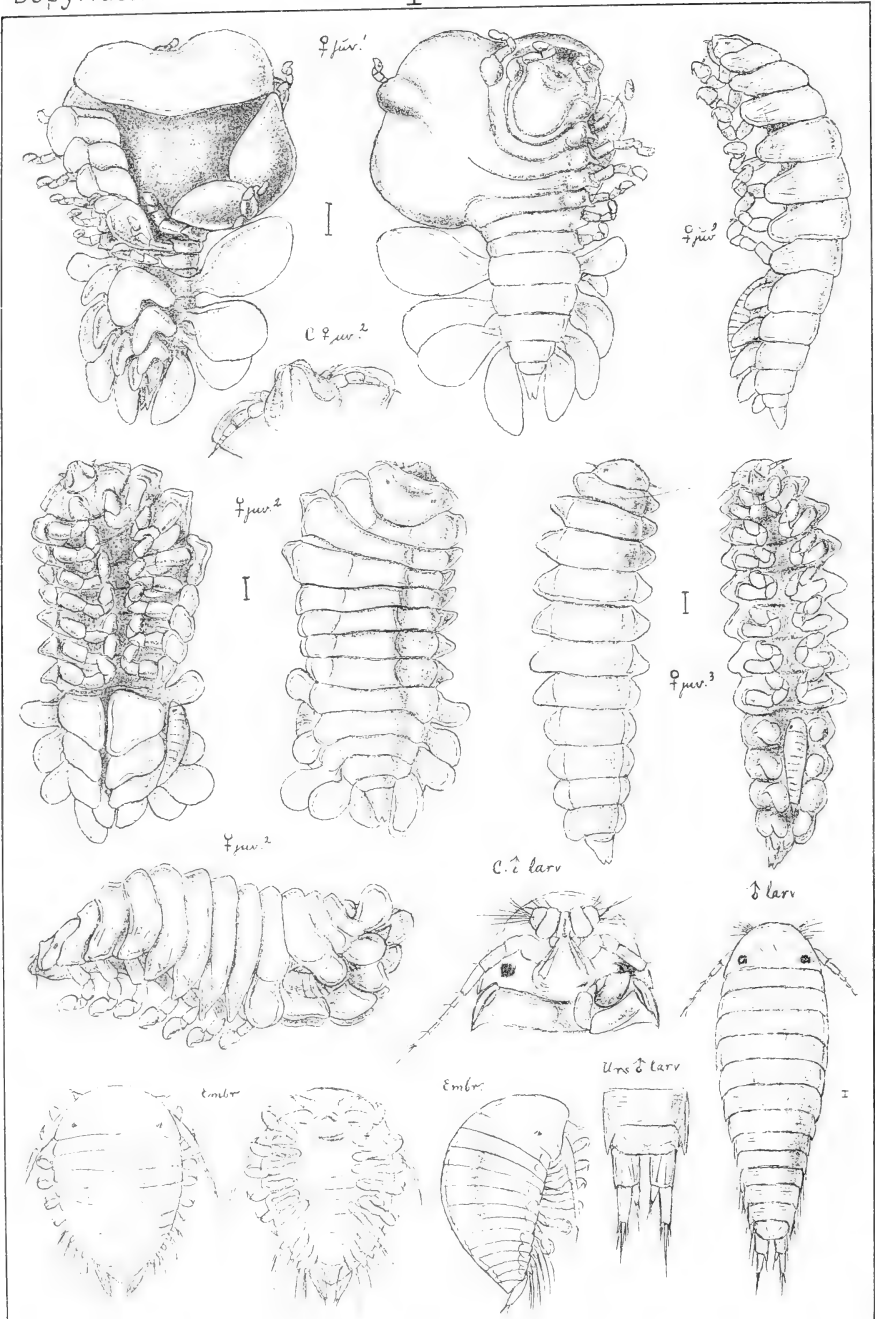 ♀ juv.¹
♀ juv.¹
C ♀ juv.²
♀ juv.²
♀ juv.³
♀ juv.²
C. ♂ larv
♂ larv
Urs ♂ larv
Embr
Embr.